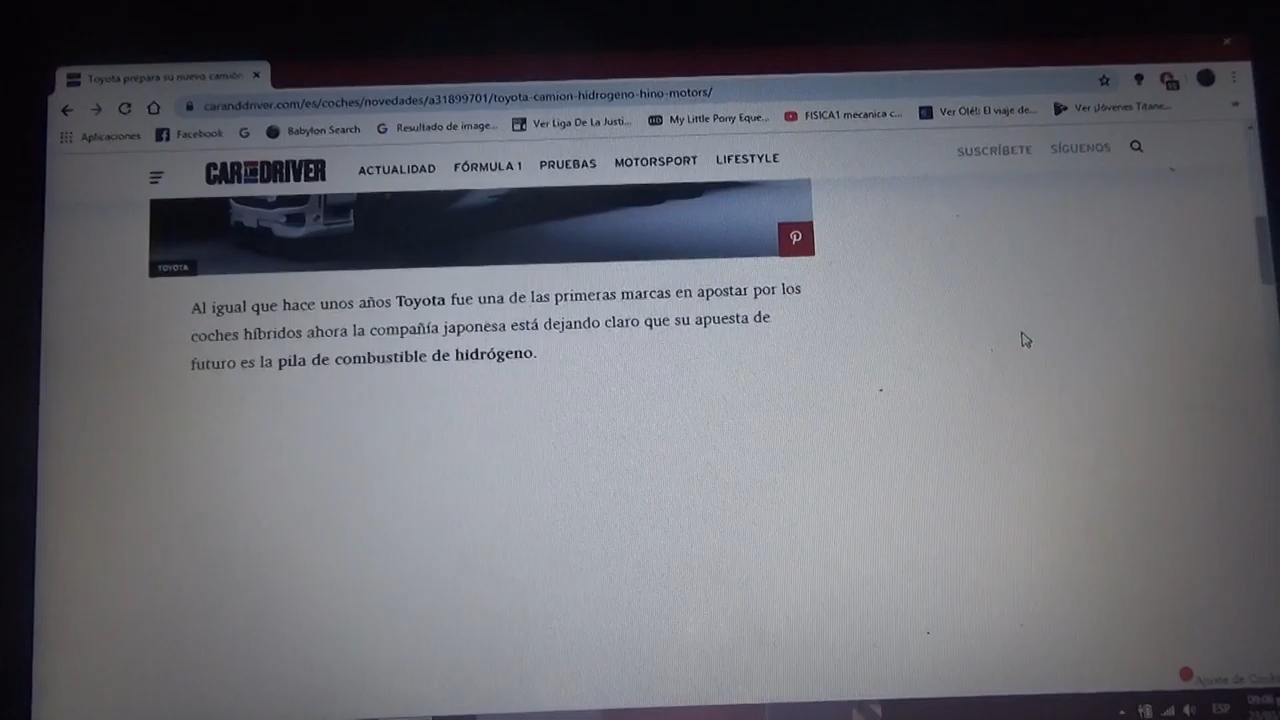 Toyota prepara su nuevo camión
caranddriver.com/es/coches/novedades/a31899701/toyota-camion-hidrogeno-hino-motors/
Aplicaciones Facebook Babylon Search Resultado de image... Ver Liga De La Justi... My Little Pony Eque... FISICA1 mecanica c... Ver Olé!: El viaje de... Ver ¡Jóvenes Titane...
CAR AND DRIVER ACTUALIDAD FÓRMULA 1 PRUEBAS MOTORSPORT LIFESTYLE SUSCRÍBETE SÍGUENOS
TOYOTA
Al igual que hace unos años Toyota fue una de las primeras marcas en apostar por los
coches híbridos ahora la compañía japonesa está dejando claro que su apuesta de
futuro es la pila de combustible de hidrógeno.
Ajuste de
ESP